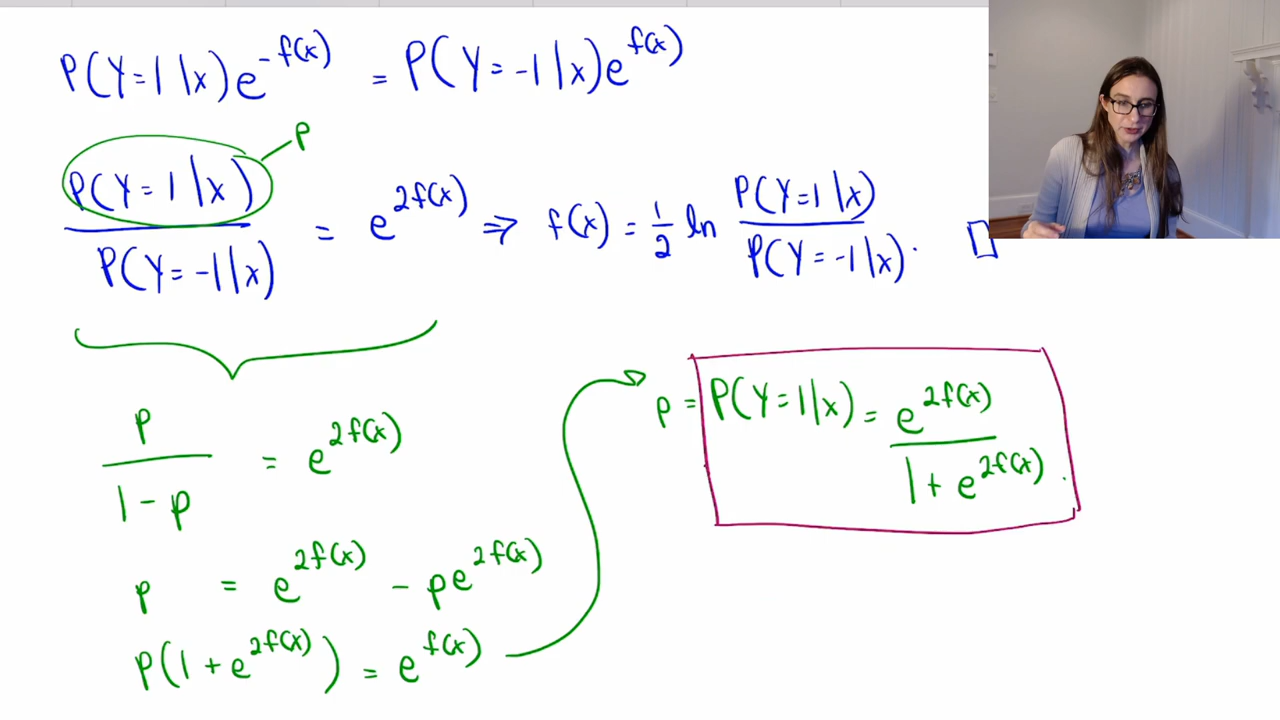 P(Y=1|x)e^{-f(x)} = P(Y=-1|x)e^{f(x)}
p
P(Y=1|x) / P(Y=-1|x) = e^{2f(x)} ⇒ f(x) = 1/2 ln P(Y=1|x) / P(Y=-1|x). □
p / 1-p = e^{2f(x)}
p = e^{2f(x)} - pe^{2f(x)}
P(1+e^{2f(x)}) = e^{f(x)}
p = P(Y=1|x) = e^{2f(x)} / 1+e^{2f(x)}.